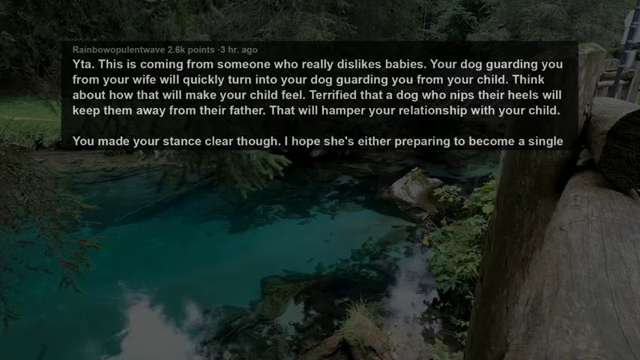 Rainbowopulentwave 2.6k points ·3 hr. ago
Yta. This is coming from someone who really dislikes babies. Your dog guarding you
from your wife will quickly turn into your dog guarding you from your child. Think
about how that will make your child feel. Terrified that a dog who nips their heels will
keep them away from their father. That will hamper your relationship with your child.
You made your stance clear though. I hope she's either preparing to become a single